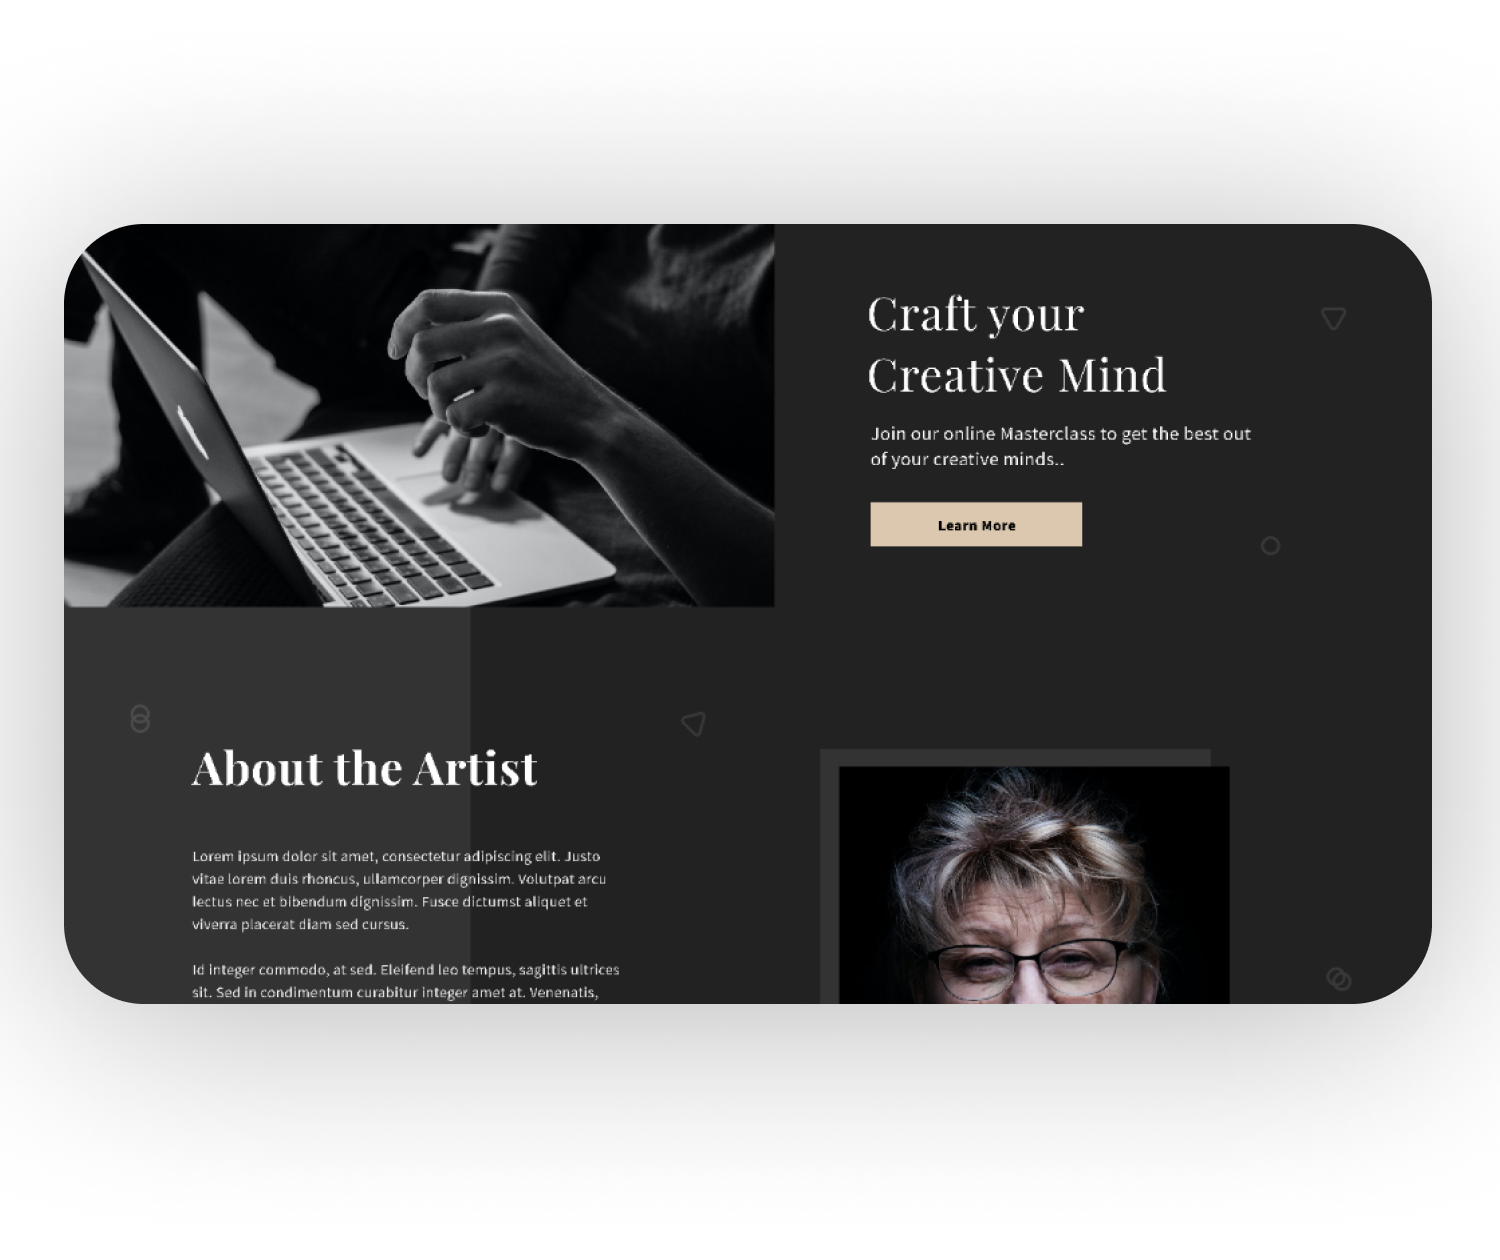 Craft your
Creative Mind
Join our online Masterclass to get the best out
of your creative minds..
Learn More
About the Artist
Lorem ipsum dolor sit amet, consectetur adipiscing elit. Justo
vitae lorem duis rhoncus, ullamcorper dignissim. Volutpat arcu
lectus nec et bibendum dignissim. Fusce dictumst aliquet et
viverra placerat diam sed cursus.
Id integer commodo, at sed. Eleifend leo tempus, sagittis ultrices
sit. Sed in condimentum curabitur integer amet at. Venenatis,